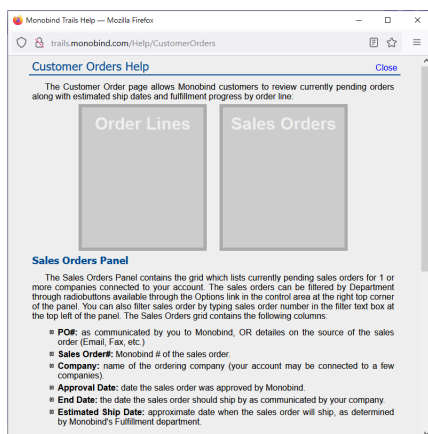 Monobind Trails Help — Mozilla Firefox
trails.monobind.com/Help/CustomerOrders
Customer Orders Help
Close
The Customer Order page allows Monobind customers to review currently pending orders
along with estimated ship dates and fulfillment progress by order line:
Order Lines
Sales Orders
Sales Orders Panel
The Sales Orders Panel contains the grid which lists currently pending sales orders for 1 or
more companies connected to your account. The sales orders can be filtered by Department
through radiobuttons available through the Options link in the control area at the right top corner
of the panel. You can also filter sales order by typing sales order number in the filter text box at
the top left of the panel. The Sales Orders grid contains the following columns:
PO#: as communicated by you to Monobind, OR detailes on the source of the sales
order (Email, Fax, etc.)
Sales Order#: Monobind # of the sales order.
Company: name of the ordering company (your account may be connected to a few
companies).
Approval Date: date the sales order was approved by Monobind.
End Date: the date the sales order should ship by as communicated by your company.
Estimated Ship Date: approximate date when the sales order will ship, as determined
by Monobind's Fulfillment department.